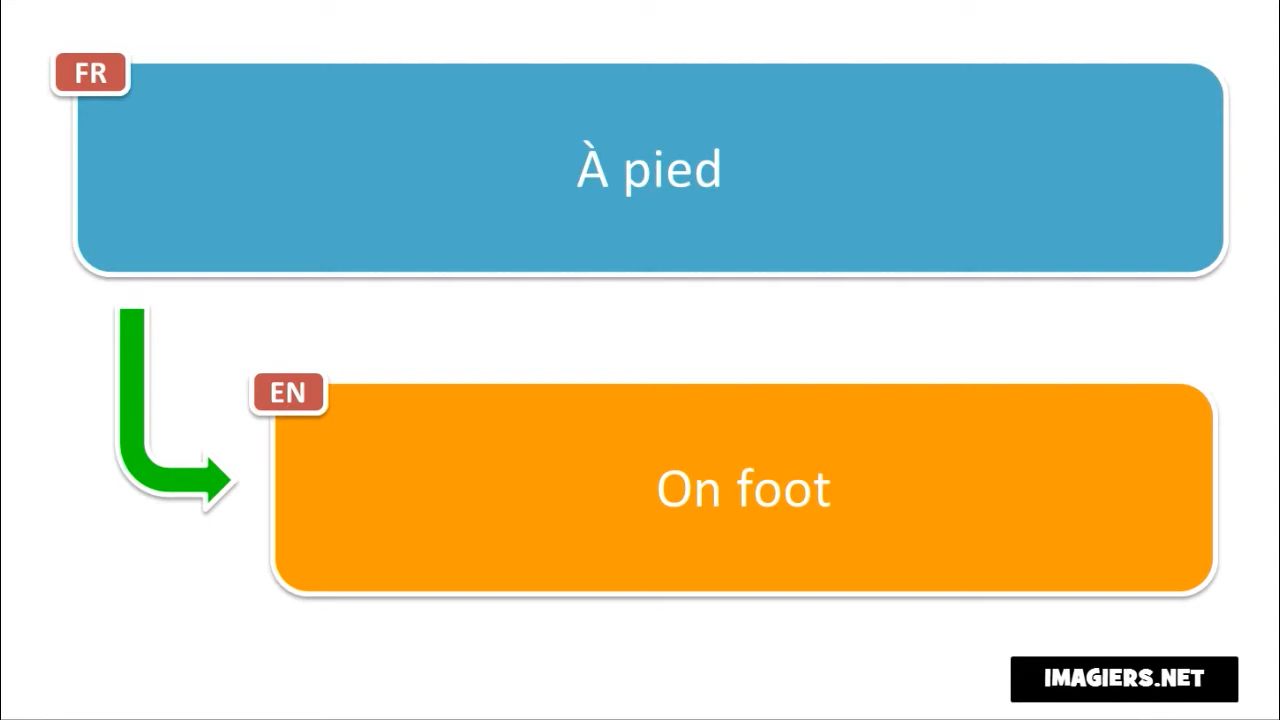 FR
À pied
EN
On foot
IMAGIERS.NET